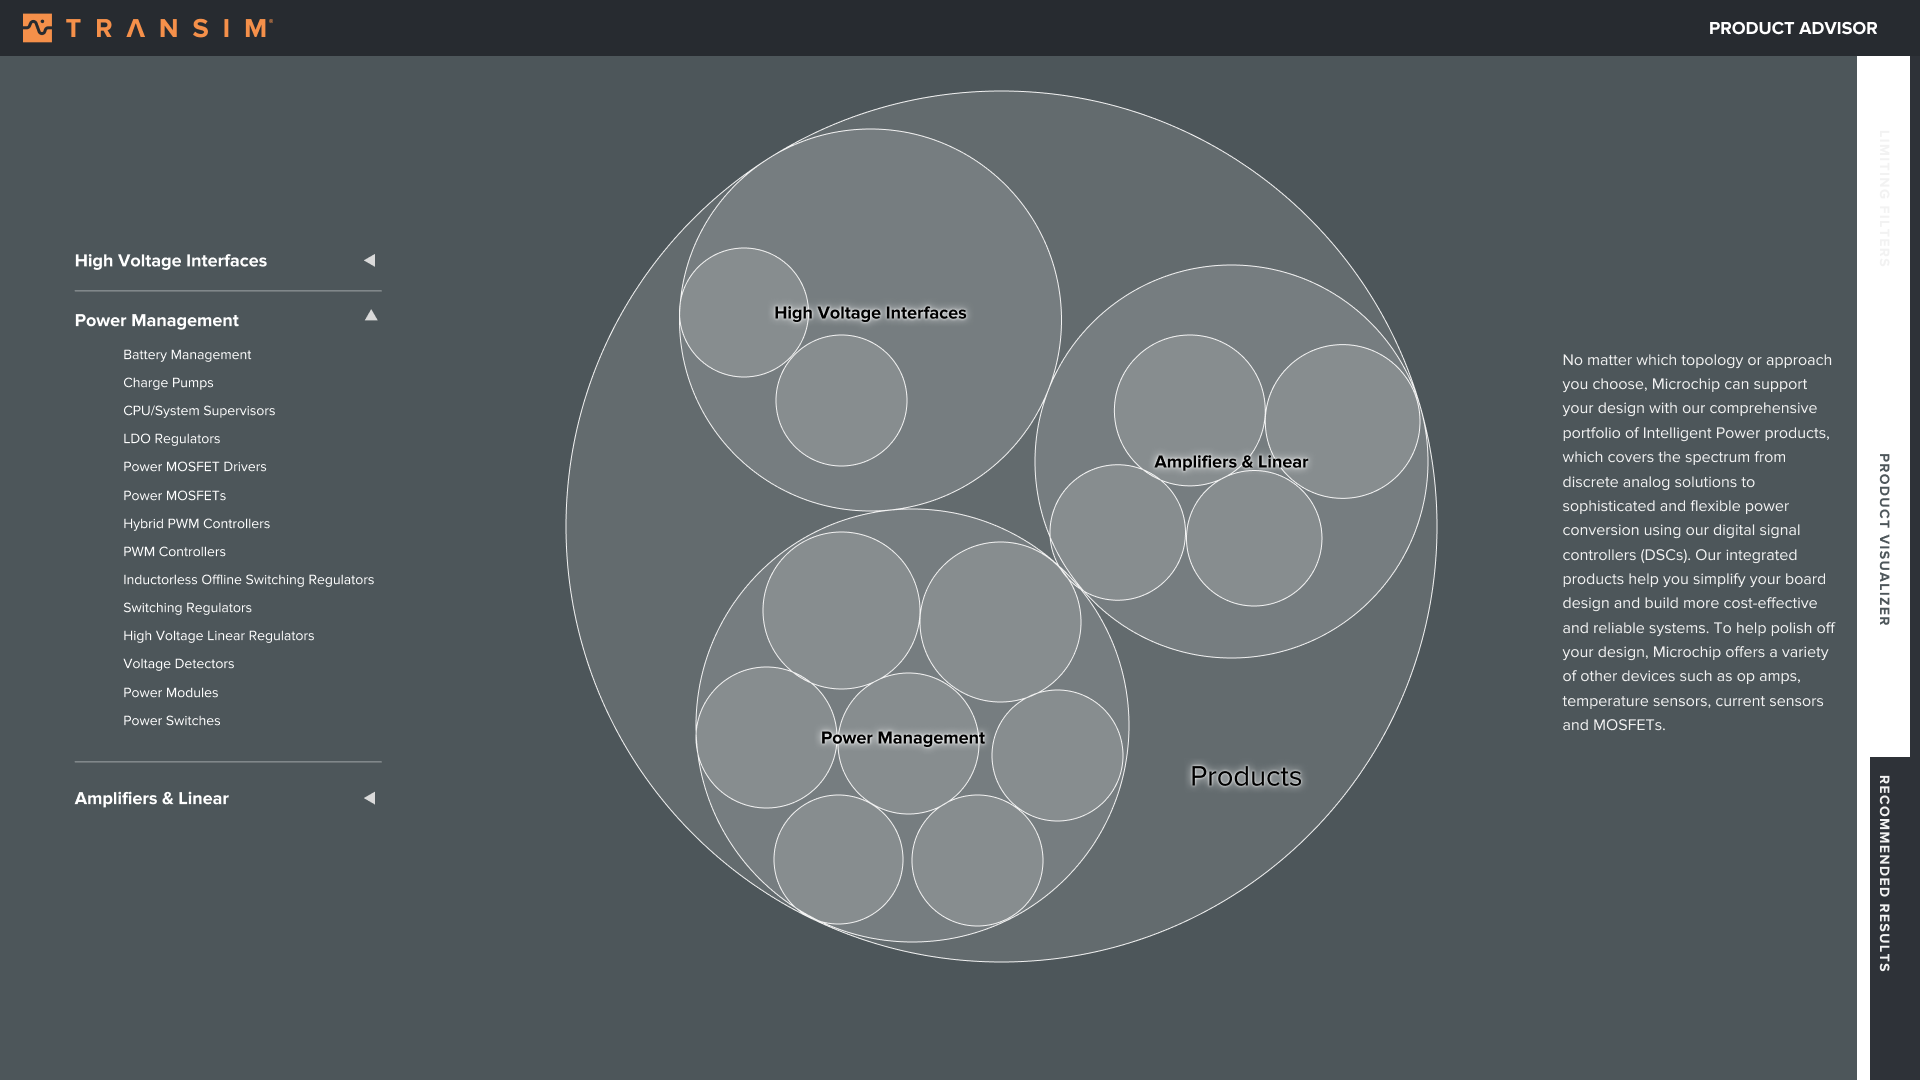 TRANSIM
PRODUCT ADVISOR
High Voltage Interfaces
Power Management
Battery Management
Charge Pumps
CPU/System Supervisors
LDO Regulators
Power MOSFET Drivers
Power MOSFETs
Hybrid PWM Controllers
PWM Controllers
Inductorless Offline Switching Regulators
Switching Regulators
High Voltage Linear Regulators
Voltage Detectors
Power Modules
Power Switches
Amplifiers & Linear
High Voltage Interfaces
Amplifiers & Linear
Power Management
Products
No matter which topology or approach
you choose, Microchip can support
your design with our comprehensive
portfolio of Intelligent Power products,
which covers the spectrum from
discrete analog solutions to
sophisticated and flexible power
conversion using our digital signal
controllers (DSCs). Our integrated
products help you simplify your board
design and build more cost-effective
and reliable systems. To help polish off
your design, Microchip offers a variety
of other devices such as op amps,
temperature sensors, current sensors
and MOSFETs.
LIMITING FILTERS
PRODUCT VISUALIZER
RECOMMENDED RESULTS